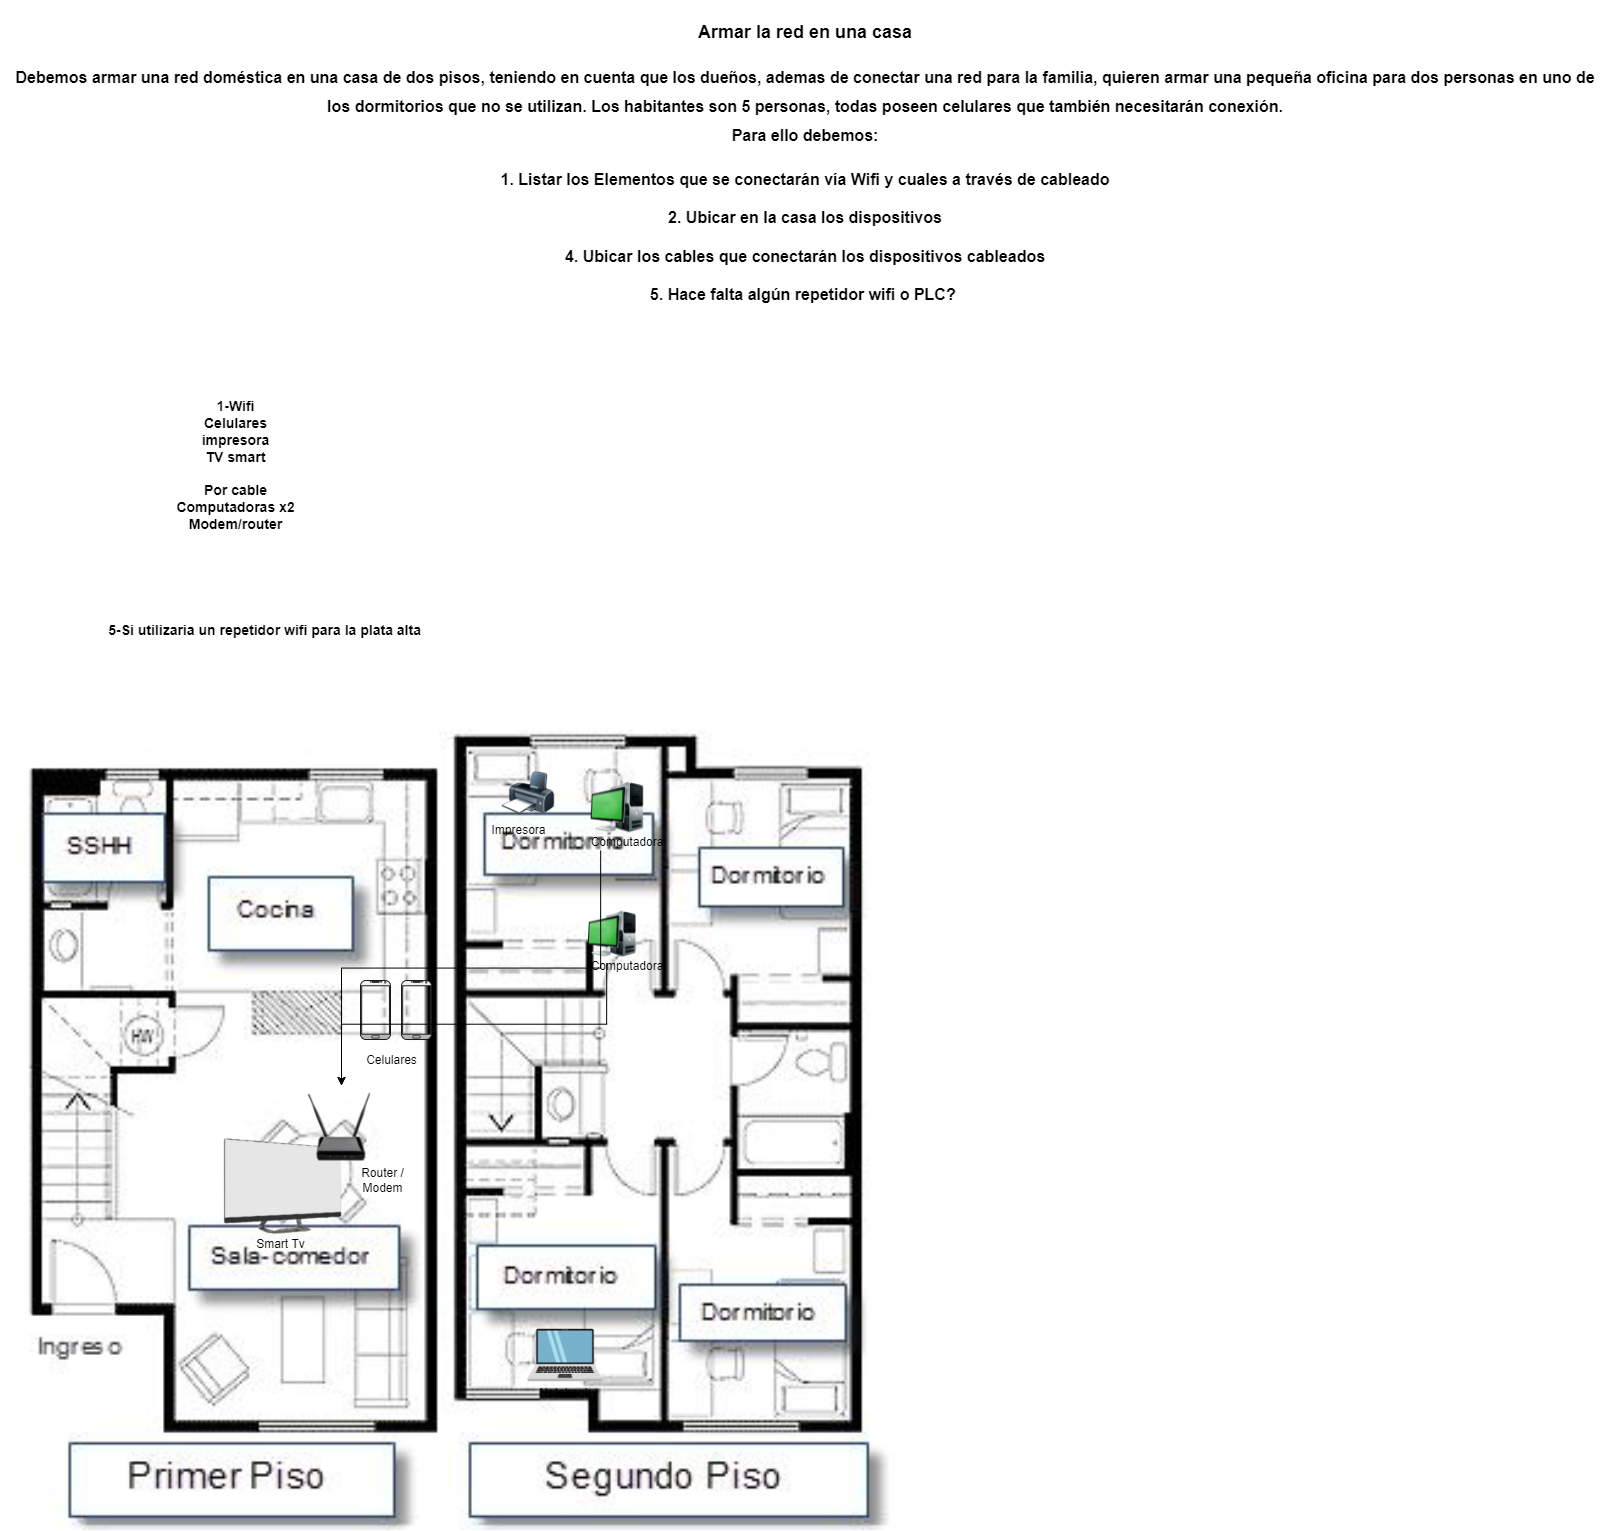 Armar la red en una casa
Debemos armar una red doméstica en una casa de dos pisos, teniendo en cuenta que los dueños, ademas de conectar una red para la familia, quieren armar una pequeña oficina para dos personas en uno de
los dormitorios que no se utilizan. Los habitantes son 5 personas, todas poseen celulares que también necesitarán conexión.
Para ello debemos:
1. Listar los Elementos que se conectarán vía Wifi y cuales a través de cableado
2. Ubicar en la casa los dispositivos
4. Ubicar los cables que conectarán los dispositivos cableados
5. Hace falta algún repetidor wifi o PLC?
1-Wifi
Celulares
impresora
TV smart
Por cable
Computadoras x2
Modem/router
5-Si utilizaria un repetidor wifi para la plata alta
SSHH
Cocina
HW
Celulares
Router /
Modem
Smart Tv
Sala-comedor
Ingreso
Primer Piso
Impresora
Dormitorio
Computadora
Dormitorio
Computadora
Dormitorio
Dormitorio
Segundo Piso